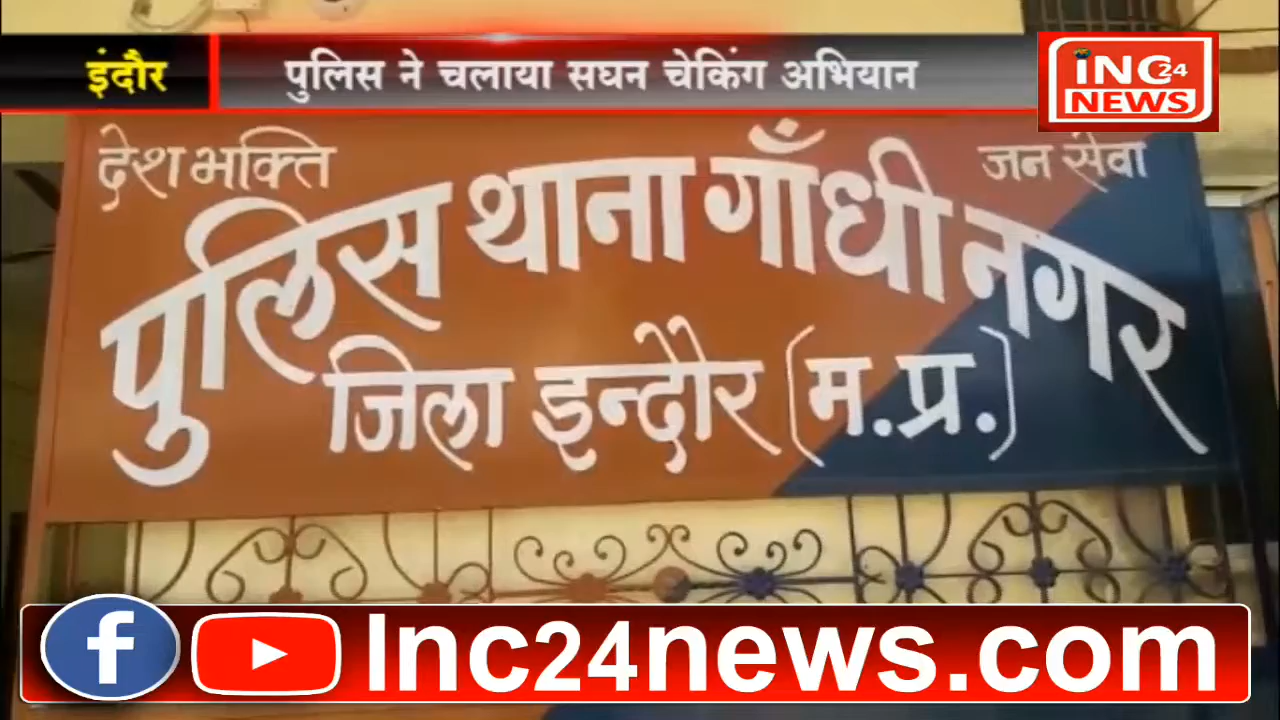 इंदौर पुलिस ने चलाया सघन चेकिंग अभियान
iNC24
NEWS
देश भक्ति जन सेवा
पुलिस थाना गाँधी नगर
जिला इन्दौर (म.प्र.)
f Inc24news.com